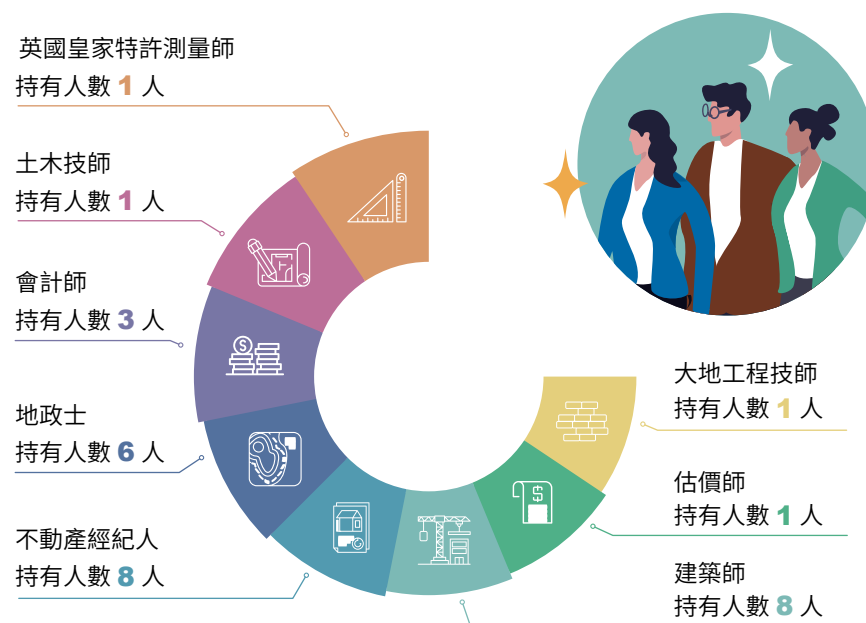 英國皇家特許測量師
持有人數 1 人
土木技師
持有人數 1 人
會計師
持有人數 3 人
地政士
持有人數 6 人
不動產經紀人
持有人數 8 人
大地工程技師
持有人數 1 人
估價師
持有人數 1 人
建築師
持有人數 8 人